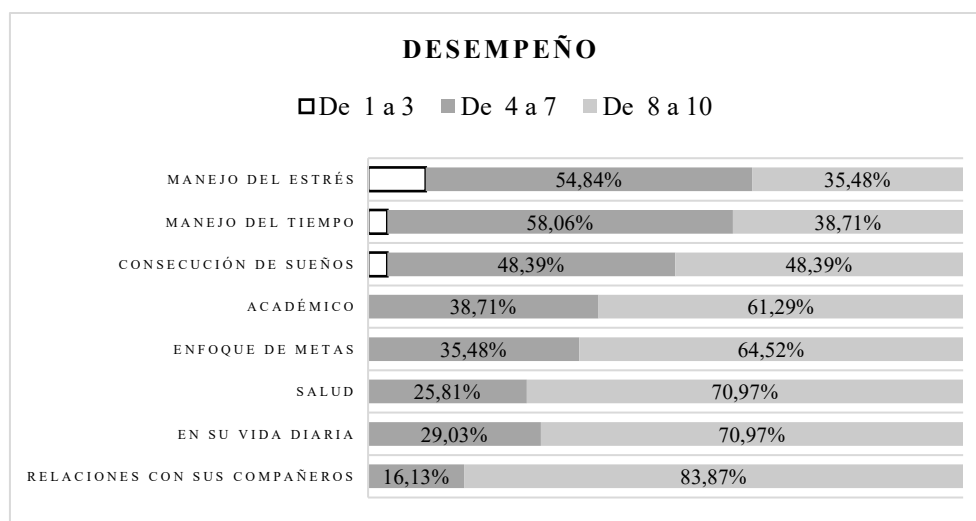 DESEMPEÑO
De 1 a 3 De 4 a 7 De 8 a 10
MANEJO DEL ESTRÉS 54,84% 35,48%
MANEJO DEL TIEMPO 58,06% 38,71%
CONSECUCIÓN DE SUEÑOS 48,39% 48,39%
ACADÉMICO 38,71% 61,29%
ENFOQUE DE METAS 35,48% 64,52%
SALUD 25,81% 70,97%
EN SU VIDA DIARIA 29,03% 70,97%
RELACIONES CON SUS COMPAÑEROS 16,13% 83,87%